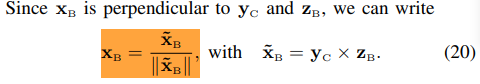 Since x_B is perpendicular to y_C and z_B, we can write
x_B = x̃_B / ‖x̃_B‖, with x̃_B = y_C × z_B. (20)